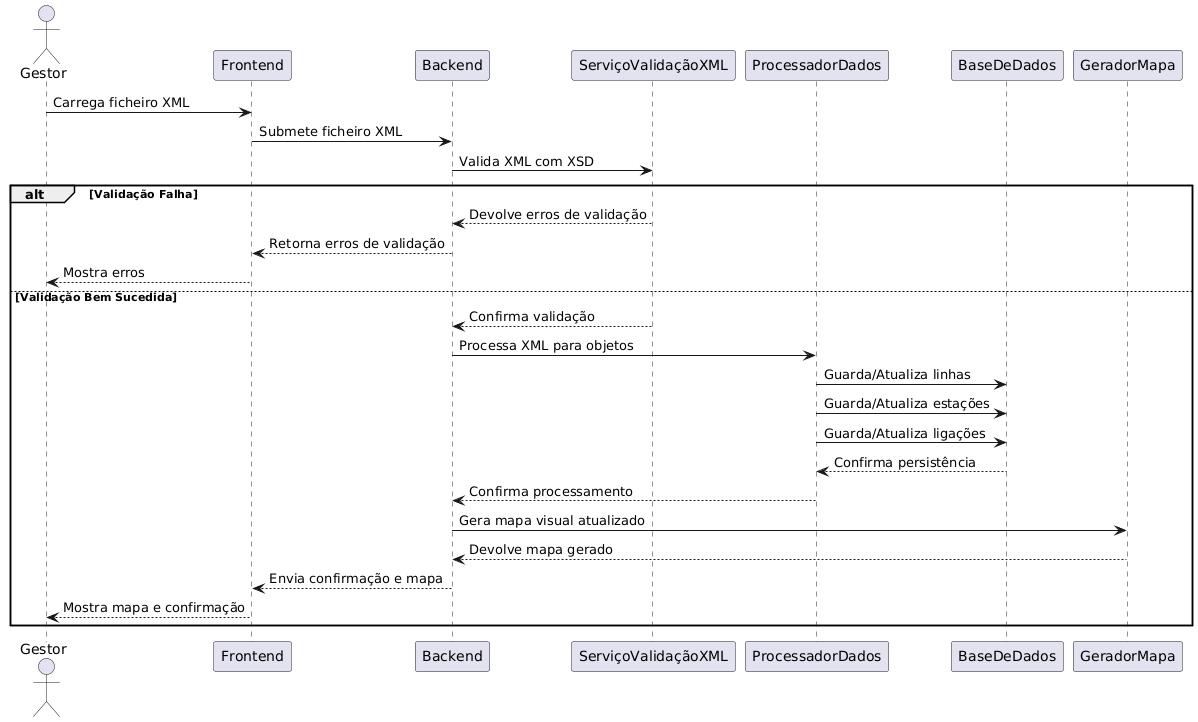 Gestor
Frontend
Backend
ServiçoValidaçãoXML
ProcessadorDados
BaseDeDados
GeradorMapa
Carrega ficheiro XML
Submete ficheiro XML
Valida XML com XSD
alt
[Validação Falha]
Devolve erros de validação
Retorna erros de validação
Mostra erros
[Validação Bem Sucedida]
Confirma validação
Processa XML para objetos
Guarda/Atualiza linhas
Guarda/Atualiza estações
Guarda/Atualiza ligações
Confirma persistência
Confirma processamento
Gera mapa visual atualizado
Devolve mapa gerado
Envia confirmação e mapa
Mostra mapa e confirmação
Gestor
Frontend
Backend
ServiçoValidaçãoXML
ProcessadorDados
BaseDeDados
GeradorMapa